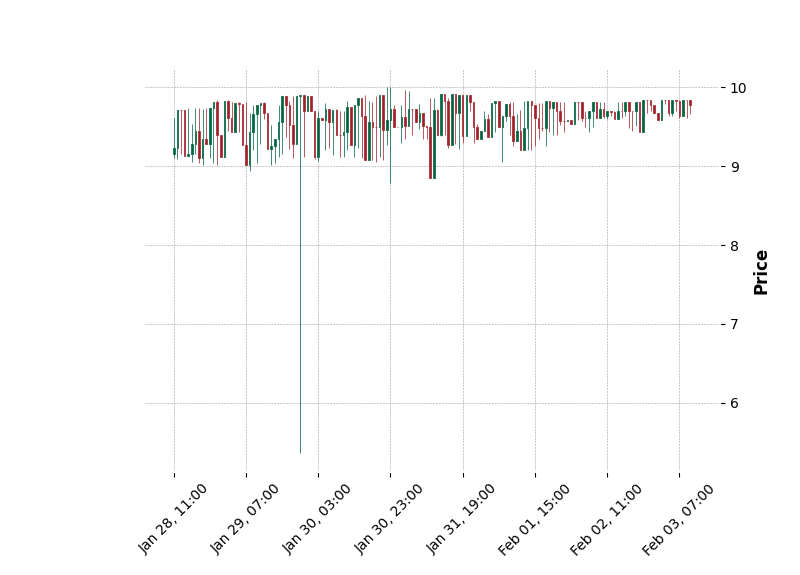 10
9
8
7
6
Price
Jan 28, 11:00
Jan 29, 07:00
Jan 30, 03:00
Jan 30, 23:00
Jan 31, 19:00
Feb 01, 15:00
Feb 02, 11:00
Feb 03, 07:00